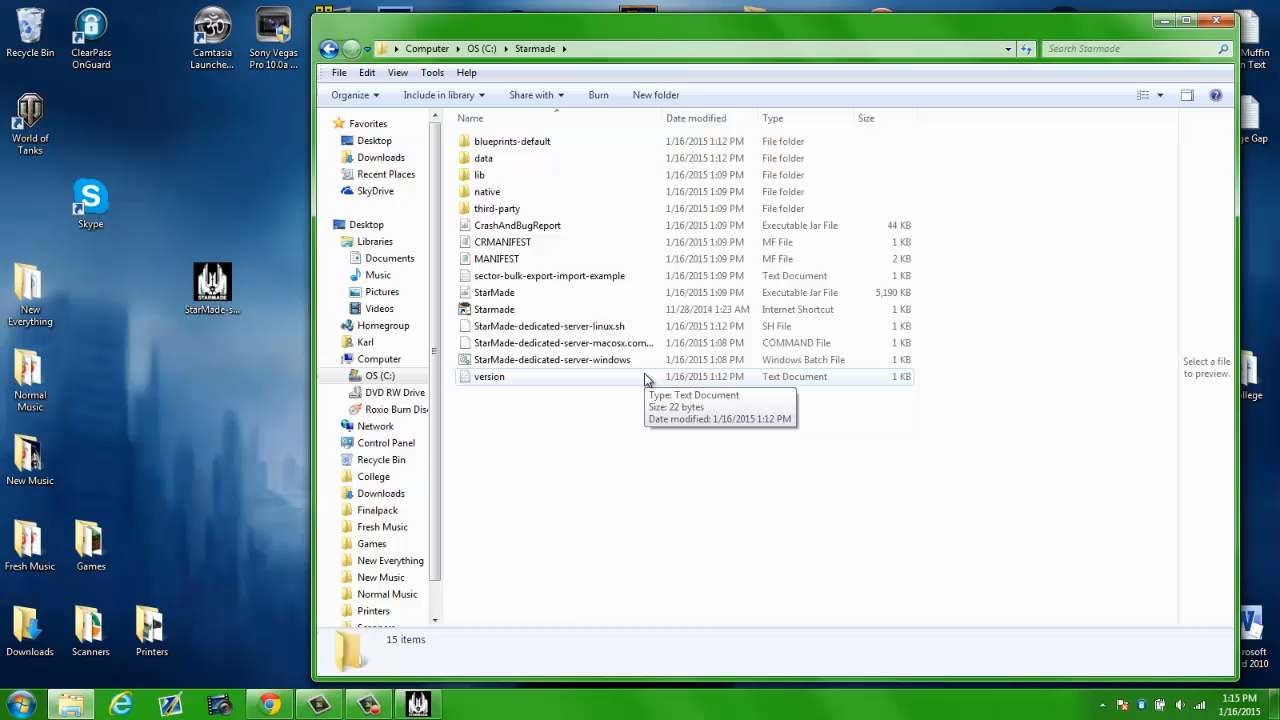 Recycle Bin
ClearPass OnGuard
Camtasia Launche...
Sony Vegas Pro 10.0a ...
World of Tanks
Skype
StarMade-s...
New Everything
Normal Music
New Music
Fresh Music
Games
Downloads
Scanners
Printers
Computer
OS (C:)
Starmade
Search Starmade
File Edit View Tools Help
Organize Include in library Share with Burn New folder
Favorites
Desktop
Downloads
Recent Places
SkyDrive
Desktop
Libraries
Documents
Music
Pictures
Videos
Homegroup
Karl
Computer
OS (C:)
DVD RW Drive
Roxio Burn Dis
Network
Control Panel
Recycle Bin
College
Downloads
Finalpack
Fresh Music
Games
New Everything
New Music
Normal Music
Printers
Name Date modified Type Size
blueprints-default 1/16/2015 1:12 PM File folder
data 1/16/2015 1:12 PM File folder
lib 1/16/2015 1:09 PM File folder
native 1/16/2015 1:09 PM File folder
third-party 1/16/2015 1:09 PM File folder
CrashAndBugReport 1/16/2015 1:09 PM Executable Jar File 44 KB
CRMANIFEST 1/16/2015 1:09 PM MF File 1 KB
MANIFEST 1/16/2015 1:09 PM MF File 2 KB
sector-bulk-export-import-example 1/16/2015 1:09 PM Text Document 1 KB
StarMade 1/16/2015 1:09 PM Executable Jar File 5,190 KB
Starmade 11/28/2014 1:23 AM Internet Shortcut 1 KB
StarMade-dedicated-server-linux.sh 1/16/2015 1:12 PM SH File 1 KB
StarMade-dedicated-server-macosx.com... 1/16/2015 1:08 PM COMMAND File 1 KB
StarMade-dedicated-server-windows 1/16/2015 1:08 PM Windows Batch File 1 KB
version 1/16/2015 1:12 PM Text Document 1 KB
Type: Text Document
Size: 22 bytes
Date modified: 1/16/2015 1:12 PM
Select a file to preview.
15 items
Muffin
n Text
ge Gap
ollege
rosoft
d 2010
1:15 PM
1/16/2015